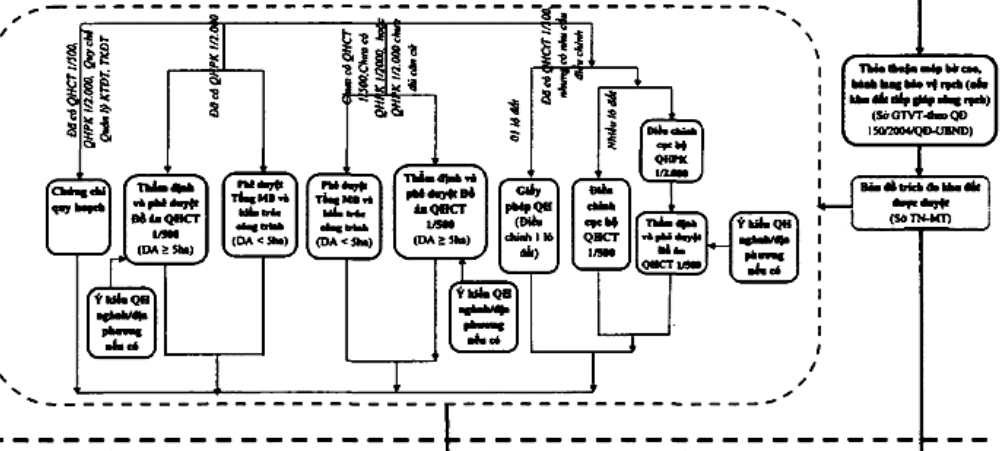 Đã có QHCT 1/500,
QHPK 1/2.000, Quy chế
Quản lý KTĐT, TKĐT
Đã có QHPK 1/2.000
Chưa có QHCT
1/500, Chưa có
QHPK 1/2000, hoặc
QHPK 1/2.000 chưa
đủ căn cứ
01 lô đất
Đã có QHCT 1/500,
nhưng có nhu cầu
điều chỉnh
Nhiều lô đất
Chứng chỉ
quy hoạch
Thẩm định
và phê duyệt
Đồ án QHCT
1/500
(DA ≥ 5ha)
Phê duyệt
Tổng MB và
kiến trúc
công trình
(DA < 5ha)
Phê duyệt
Tổng MB và
kiến trúc
công trình
(DA < 5ha)
Thẩm định và
phê duyệt Đồ
án QHCT
1/500
(DA ≥ 5ha)
Giấy
phép QH
(Điều
chỉnh 1 lô
đất)
Điều
chỉnh
cục bộ
QHCT
1/500
Điều chỉnh
cục bộ
QHPK
1/2.000
Thẩm định
và phê duyệt
Đồ án
QHCT 1/500
Ý kiến QH
ngành/địa
phương
nếu có
Ý kiến QH
ngành/địa
phương
nếu có
Ý kiến QH
ngành/địa
phương
nếu có
Thỏa thuận mép bờ cao,
hành lang bảo vệ rạch (nếu
khu đất tiếp giáp sông rạch)
(Sở GTVT-theo QĐ
150/2004/QĐ-UBND)
Bản đồ trích đo khu đất
được duyệt
(Sở TN-MT)